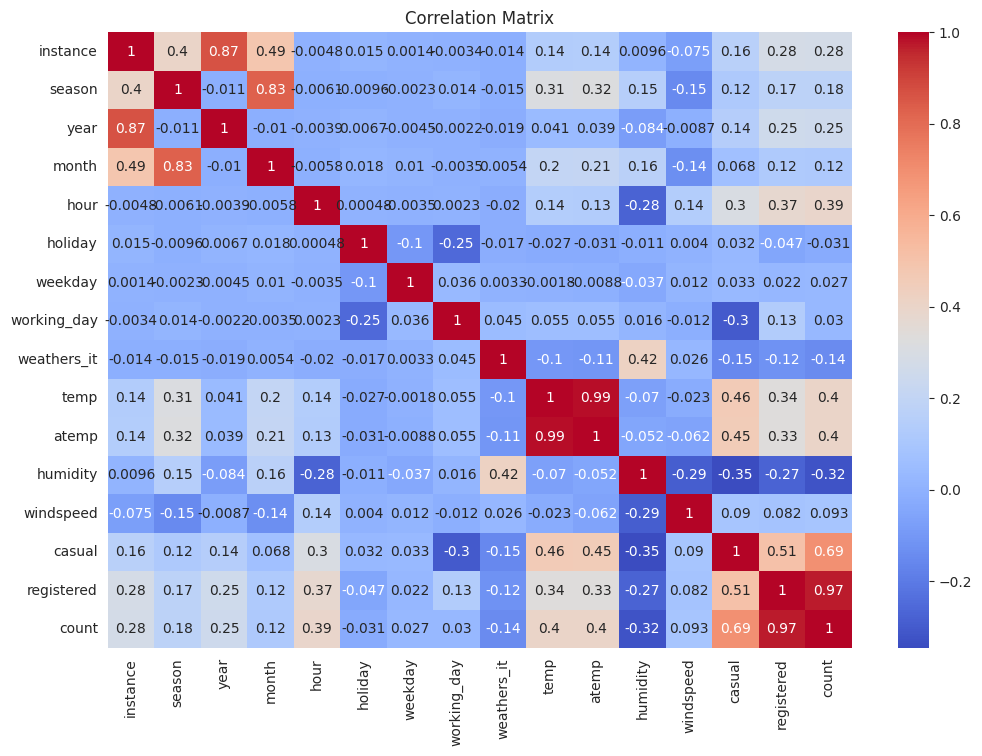 Correlation Matrix
instance 1 0.4 0.87 0.49 -0.0048 0.015 0.0014 -0.0034 -0.014 0.14 0.14 0.0096 -0.075 0.16 0.28 0.28
season 0.4 1 -0.011 0.83 -0.0061 -0.0096 -0.0023 0.014 -0.015 0.31 0.32 0.15 -0.15 0.12 0.17 0.18
year 0.87 -0.011 1 -0.01 -0.0039 0.0067 -0.0045 -0.0022 -0.019 0.041 0.039 -0.084 -0.0087 0.14 0.25 0.25
month 0.49 0.83 -0.01 1 -0.0058 0.018 0.01 -0.0035 0.0054 0.2 0.21 0.16 -0.14 0.068 0.12 0.12
hour -0.0048 -0.0061 -0.0039 -0.0058 1 0.00048 -0.0035 0.0023 -0.02 0.14 0.13 -0.28 0.14 0.3 0.37 0.39
holiday 0.015 -0.0096 0.0067 0.018 0.00048 1 -0.1 -0.25 -0.017 -0.027 -0.031 -0.011 0.004 0.032 -0.047 -0.031
weekday 0.0014 -0.0023 -0.0045 0.01 -0.0035 -0.1 1 0.036 0.0033 -0.0018 -0.0088 -0.037 0.012 0.033 0.022 0.027
working_day -0.0034 0.014 -0.0022 -0.0035 0.0023 -0.25 0.036 1 0.045 0.055 0.055 0.016 -0.012 -0.3 0.13 0.03
weathers_it -0.014 -0.015 -0.019 0.0054 -0.02 -0.017 0.0033 0.045 1 -0.1 -0.11 0.42 0.026 -0.15 -0.12 -0.14
temp 0.14 0.31 0.041 0.2 0.14 -0.027 -0.0018 0.055 -0.1 1 0.99 -0.07 -0.023 0.46 0.34 0.4
atemp 0.14 0.32 0.039 0.21 0.13 -0.031 -0.0088 0.055 -0.11 0.99 1 -0.052 -0.062 0.45 0.33 0.4
humidity 0.0096 0.15 -0.084 0.16 -0.28 -0.011 -0.037 0.016 0.42 -0.07 -0.052 1 -0.29 -0.35 -0.27 -0.32
windspeed -0.075 -0.15 -0.0087 -0.14 0.14 0.004 0.012 -0.012 0.026 -0.023 -0.062 -0.29 1 0.09 0.082 0.093
casual 0.16 0.12 0.14 0.068 0.3 0.032 0.033 -0.3 -0.15 0.46 0.45 -0.35 0.09 1 0.51 0.69
registered 0.28 0.17 0.25 0.12 0.37 -0.047 0.022 0.13 -0.12 0.34 0.33 -0.27 0.082 0.51 1 0.97
count 0.28 0.18 0.25 0.12 0.39 -0.031 0.027 0.03 -0.14 0.4 0.4 -0.32 0.093 0.69 0.97 1
instance season year month hour holiday weekday working_day weathers_it temp atemp humidity windspeed casual registered count
1.0
0.8
0.6
0.4
0.2
0.0
−0.2